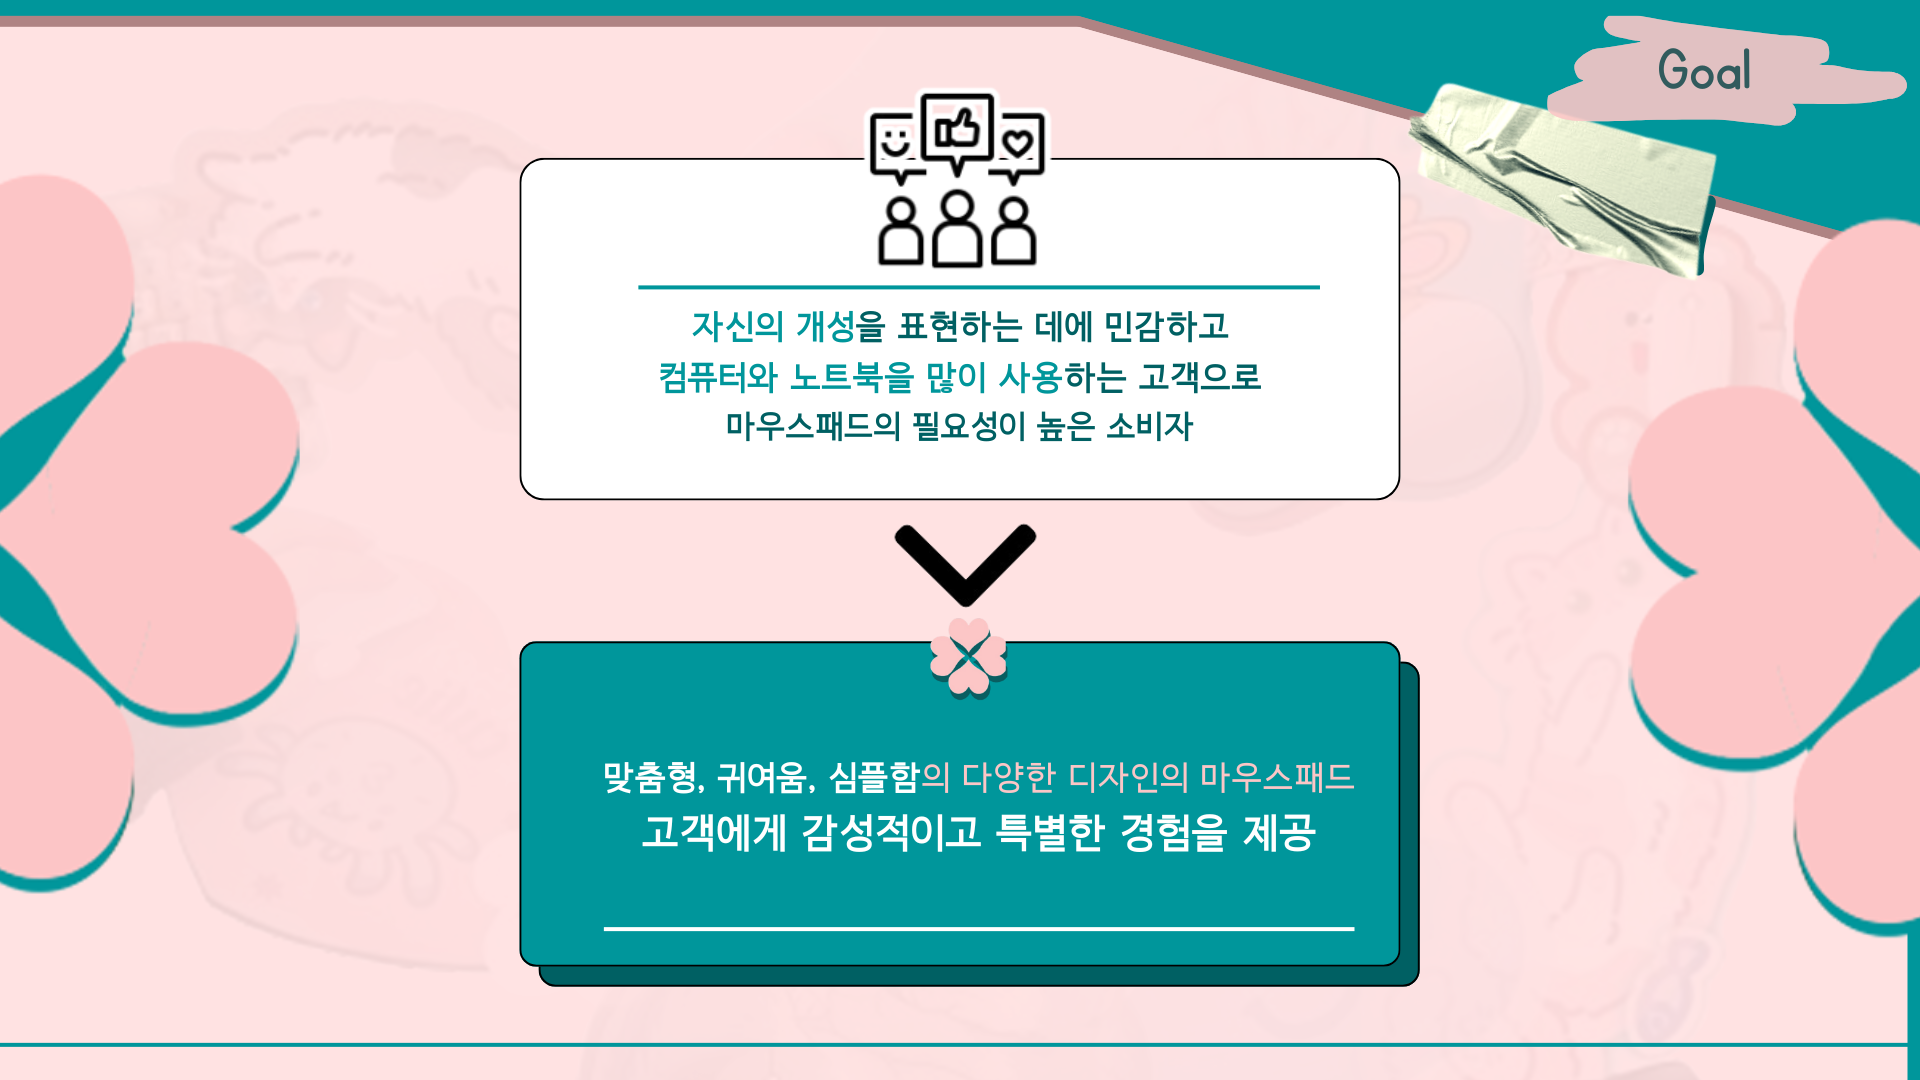 Goal
자신의 개성을 표현하는 데에 민감하고
컴퓨터와 노트북을 많이 사용하는 고객으로
마우스패드의 필요성이 높은 소비자
맞춤형, 귀여움, 심플함의 다양한 디자인의 마우스패드
고객에게 감성적이고 특별한 경험을 제공